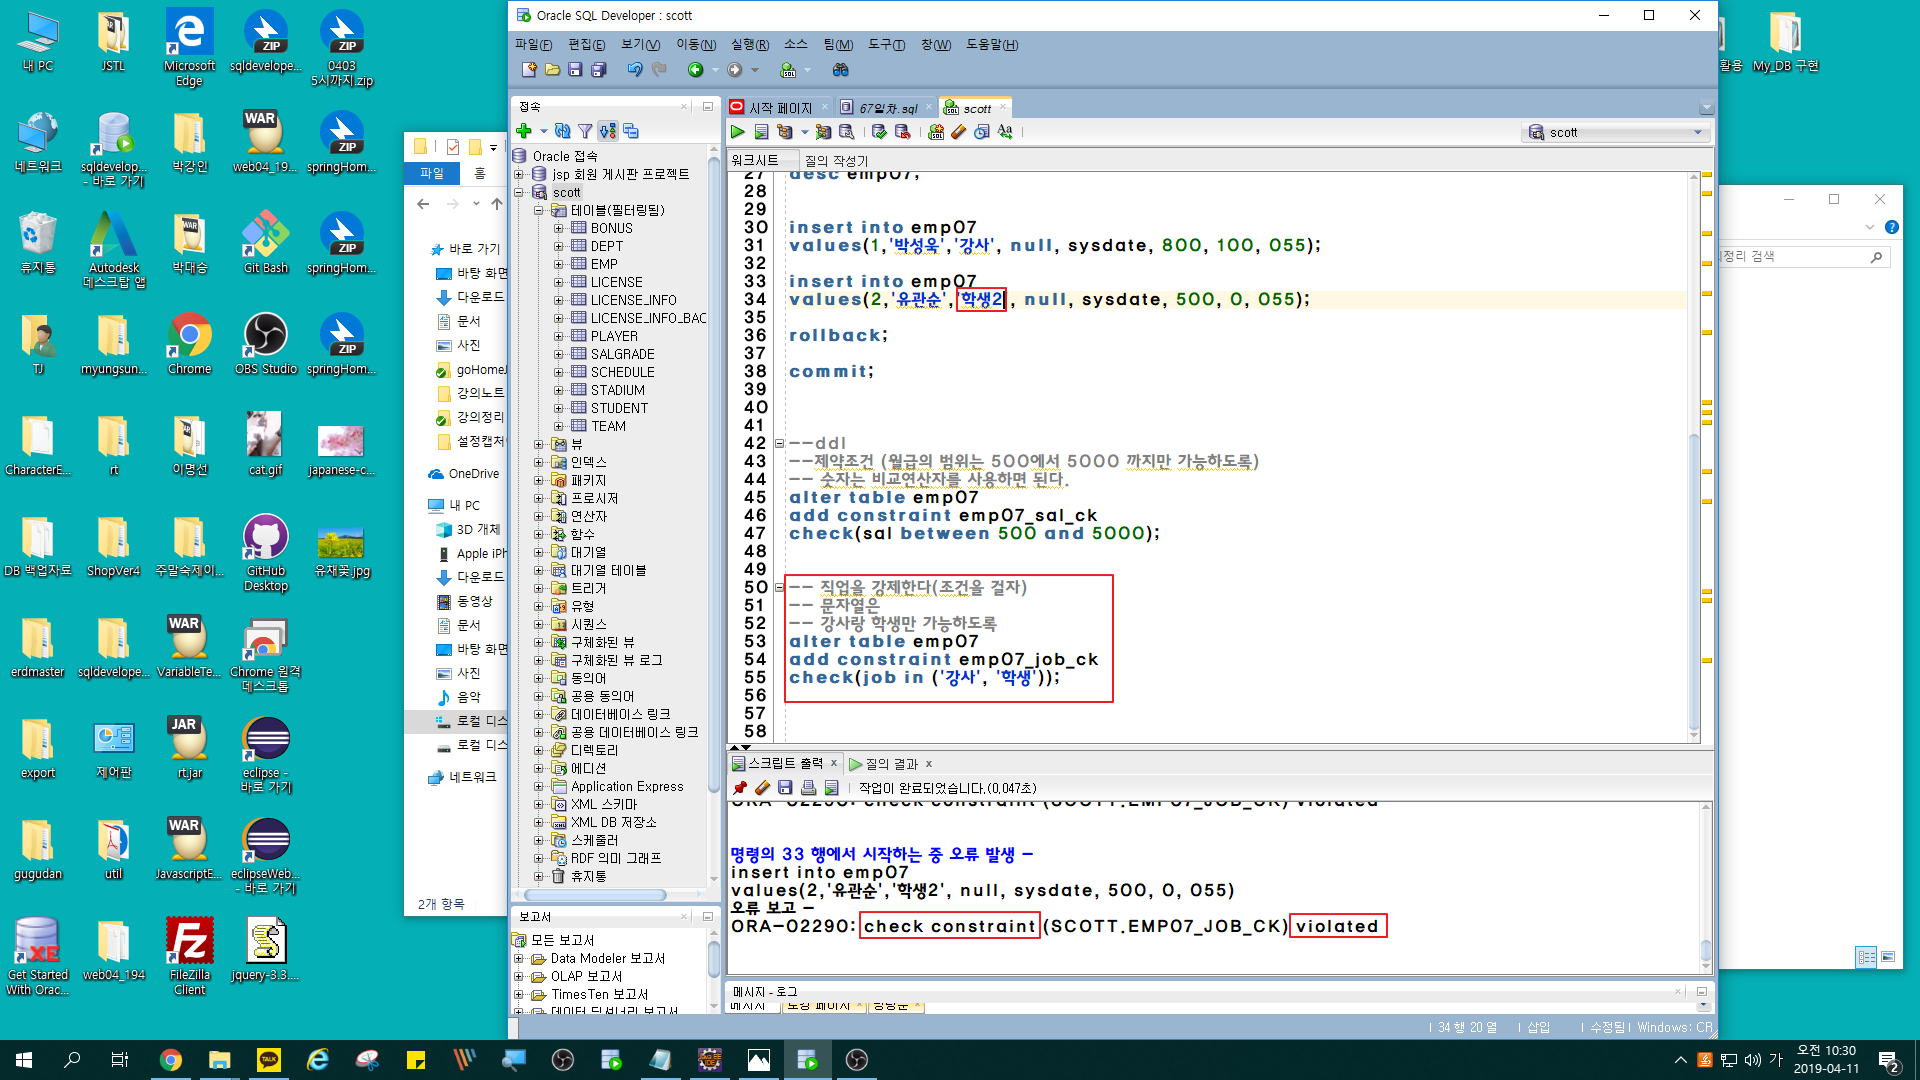 내 PC
JSTL
Microsoft Edge
sqldevelope...
0403 5시까지.zip
네트워크
sqldevelop... - 바로 가기
박강인
web04_19...
springHom...
휴지통
Autodesk 데스크탑 앱
박대승
Git Bash
springHom...
TJ
myungsun...
Chrome
OBS Studio
springHom...
CharacterE...
rt
이명선
cat.gif
japanese-c...
DB 백업자료
ShopVer4
주말숙제이...
GitHub Desktop
유채꽃.jpg
erdmaster
sqldevelope...
VariableTe...
Chrome 원격 데스크톱
export
제어판
rt.jar
eclipse - 바로 가기
gugudan
util
JavascriptE...
eclipseWeb... - 바로 가기
Get Started With Orac...
web04_194
FileZilla Client
jquery-3.3....
My_DB 구현
파일
홈
바로 가기
바탕 화면
다운로드
문서
사진
goHomeJ
강의노트
강의정리
설정캡처
OneDrive
내 PC
3D 개체
Apple iPh
다운로드
동영상
문서
바탕 화면
사진
음악
로컬 디스
로컬 디스
네트워크
2개 항목
Oracle SQL Developer : scott
파일(F) 편집(E) 보기(V) 이동(N) 실행(R) 소스 팀(M) 도구(T) 창(W) 도움말(H)
접속
Oracle 접속
jsp 회원 게시판 프로젝트
scott
테이블(필터링됨)
BONUS
DEPT
EMP
LICENSE
LICENSE_INFO
LICENSE_INFO_BAC
PLAYER
SALGRADE
SCHEDULE
STADIUM
STUDENT
TEAM
뷰
인덱스
패키지
프로시저
연산자
함수
대기열
대기열 테이블
트리거
유형
시퀀스
구체화된 뷰
구체화된 뷰 로그
동의어
공용 동의어
데이터베이스 링크
공용 데이터베이스 링크
디렉토리
에디션
Application Express
XML 스키마
XML DB 저장소
스케줄러
RDF 의미 그래프
휴지통
보고서
모든 보고서
Data Modeler 보고서
OLAP 보고서
TimesTen 보고서
데이터 딕셔너리 보고서
시작 페이지 67일차.sql scott
scott
워크시트 질의 작성기
27 desc emp07;
28
29
30 insert into emp07
31 values(1,'박성욱','강사', null, sysdate, 800, 100, 055);
32
33 insert into emp07
34 values(2,'유관순','학생2', null, sysdate, 500, 0, 055);
35
36 rollback;
37
38 commit;
39
40
41
42 --ddl
43 --제약조건 (월급의 범위는 500에서 5000 까지만 가능하도록)
44 -- 숫자는 비교연산자를 사용하면 된다.
45 alter table emp07
46 add constraint emp07_sal_ck
47 check(sal between 500 and 5000);
48
49
50 -- 직업을 강제한다(조건을 걸자)
51 -- 문자열은
52 -- 강사랑 학생만 가능하도록
53 alter table emp07
54 add constraint emp07_job_ck
55 check(job in ('강사', '학생'));
56
57
58
스크립트 출력 질의 결과
작업이 완료되었습니다.(0,047초)
ORA-02290: check constraint (SCOTT.EMP07_JOB_CK) violated
명령의 33 행에서 시작하는 중 오류 발생 -
insert into emp07
values(2,'유관순','학생2', null, sysdate, 500, 0, 055)
오류 보고 -
ORA-02290: check constraint (SCOTT.EMP07_JOB_CK) violated
메시지 - 로그
메시지 로깅 페이지 명령문
34 행 20 열 삽입 수정됨 Windows: CR
정리 검색
오전 10:30
2019-04-11